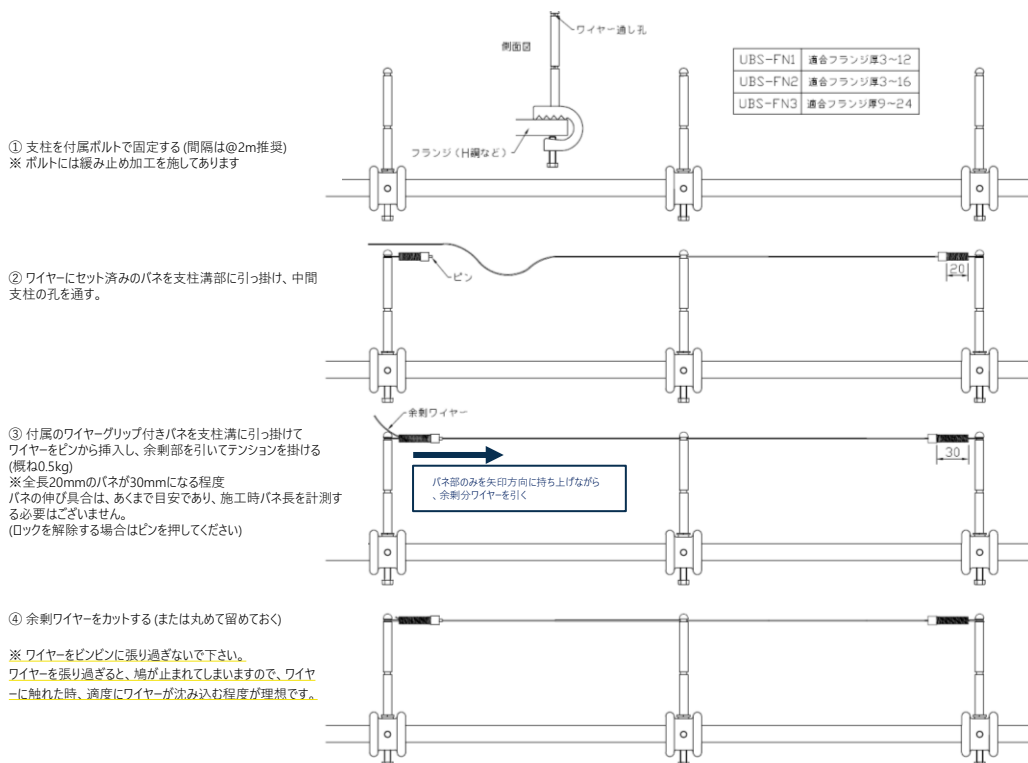 側面図
ワイヤー通し孔
フランジ(H鋼など)
UBS-FN1 適合フランジ厚3~12
UBS-FN2 適合フランジ厚3~16
UBS-FN3 適合フランジ厚9~24
① 支柱を付属ボルトで固定する(間隔は@2m推奨)
※ ボルトには緩み止め加工を施してあります
② ワイヤーにセット済みのバネを支柱溝部に引っ掛け、中間
支柱の孔を通す。
ピン
20
③ 付属のワイヤーグリップ付きバネを支柱溝に引っ掛けて
ワイヤーをピンから挿入し、余剰部を引いてテンションを掛ける
(概ね0.5kg)
※全長20mmのバネが30mmになる程度
バネの伸び具合は、あくまで目安であり、施工時バネ長を計測す
る必要はございません。
(ロックを解除する場合はピンを押してください)
余剰ワイヤー
バネ部のみを矢印方向に持ち上げながら
、余剰分ワイヤーを引く
30
④ 余剰ワイヤーをカットする(または丸めて留めておく)
※ ワイヤーをビンビンに張り過ぎないで下さい。
ワイヤーを張り過ぎると、鳩が止まれてしまいますので、ワイヤ
ーに触れた時、適度にワイヤーが沈み込む程度が理想です。